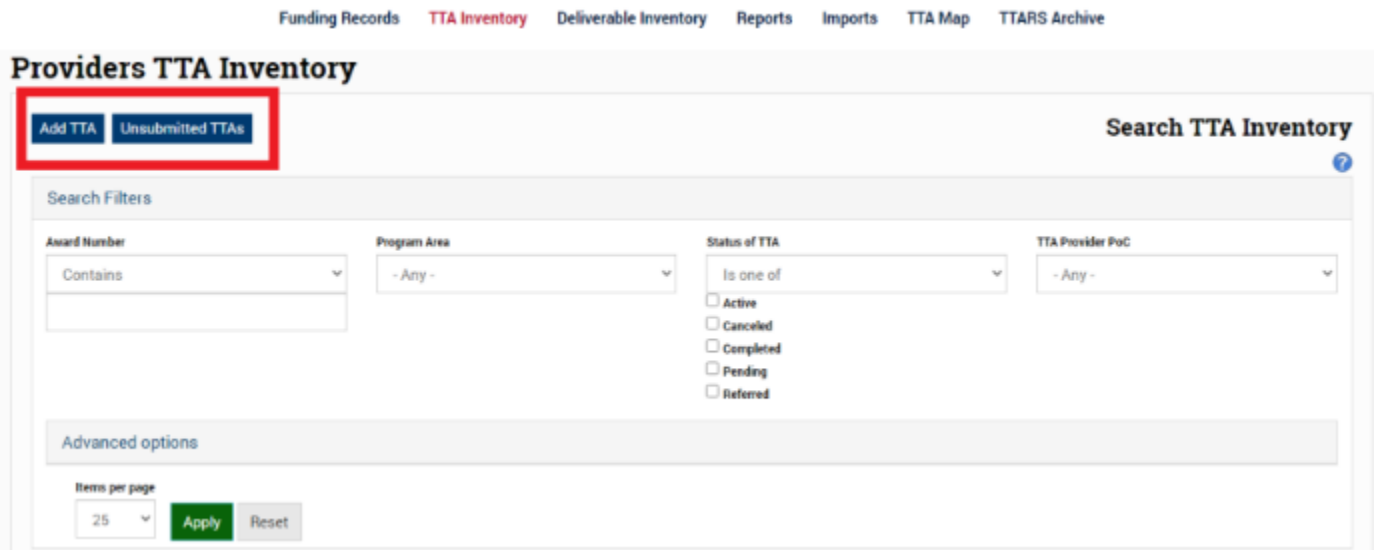 Funding Records TTA Inventory Deliverable Inventory Reports Imports TTA Map TTARS Archive
Providers TTA Inventory
Add TTA Unsubmitted TTAs
Search TTA Inventory
?
Search Filters
Award Number Program Area Status of TTA TTA Provider PoC
Contains - Any - Is one of - Any -
Active
Canceled
Completed
Pending
Referred
Advanced options
Items per page
25 Apply Reset